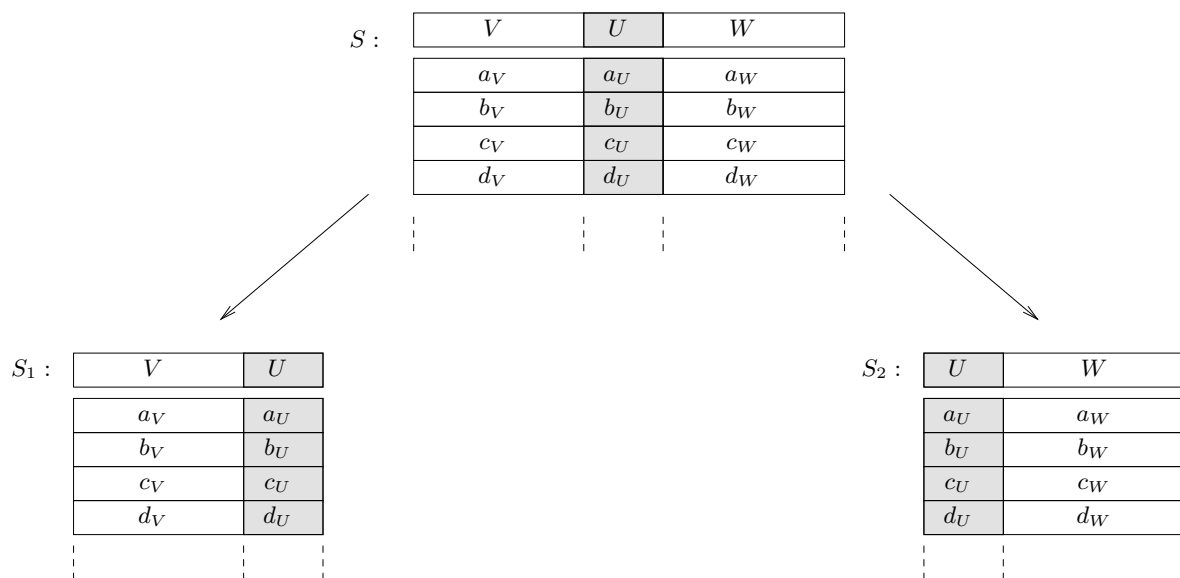 S : V U W
a_V a_U a_W
b_V b_U b_W
c_V c_U c_W
d_V d_U d_W
S_1 : V U
a_V a_U
b_V b_U
c_V c_U
d_V d_U
S_2 : U W
a_U a_W
b_U b_W
c_U c_W
d_U d_W